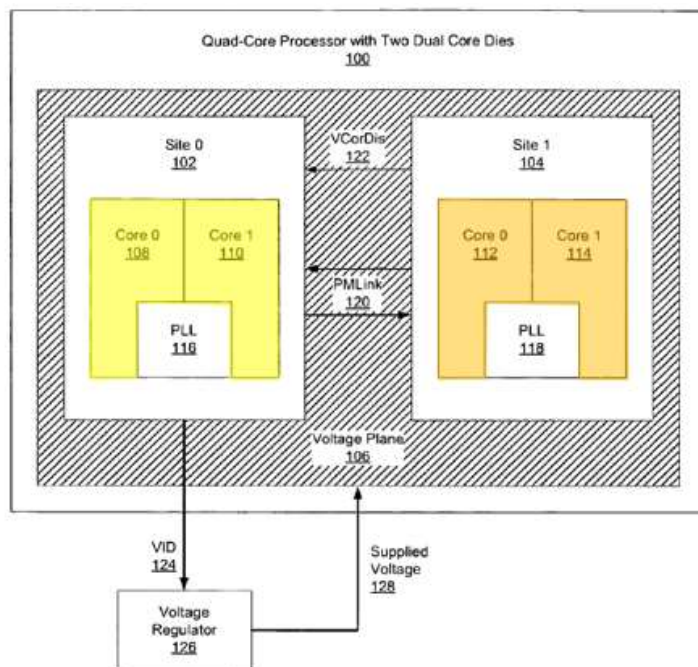 Quad-Core Processor with Two Dual Core Dies
100
Site 0
102
VCorDis
122
Site 1
104
Core 0
108
Core 1
110
Core 0
112
Core 1
114
PMLink
120
PLL
116
PLL
118
Voltage Plane
106
VID
124
Supplied
Voltage
128
Voltage
Regulator
126